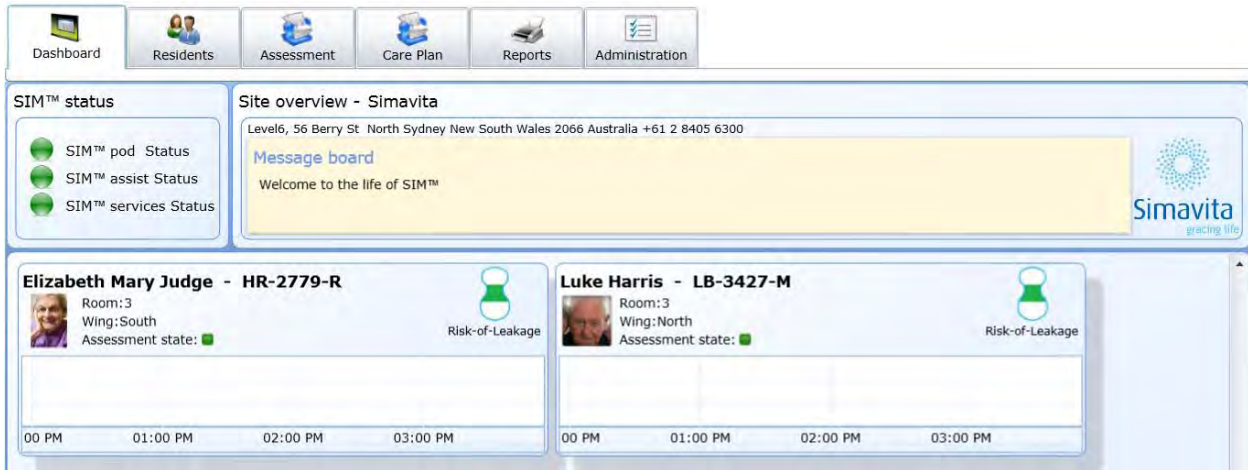 Dashboard
Residents
Assessment
Care Plan
Reports
Administration
SIM™ status
SIM™ pod Status
SIM™ assist Status
SIM™ services Status
Site overview - Simavita
Level6, 56 Berry St North Sydney New South Wales 2066 Australia +61 2 8405 6300
Message board
Welcome to the life of SIM™
Simavita
gracing life
Elizabeth Mary Judge - HR-2779-R
Room:3
Wing:South
Assessment state:
Risk-of-Leakage
00 PM 01:00 PM 02:00 PM 03:00 PM
Luke Harris - LB-3427-M
Room:3
Wing:North
Assessment state:
Risk-of-Leakage
00 PM 01:00 PM 02:00 PM 03:00 PM